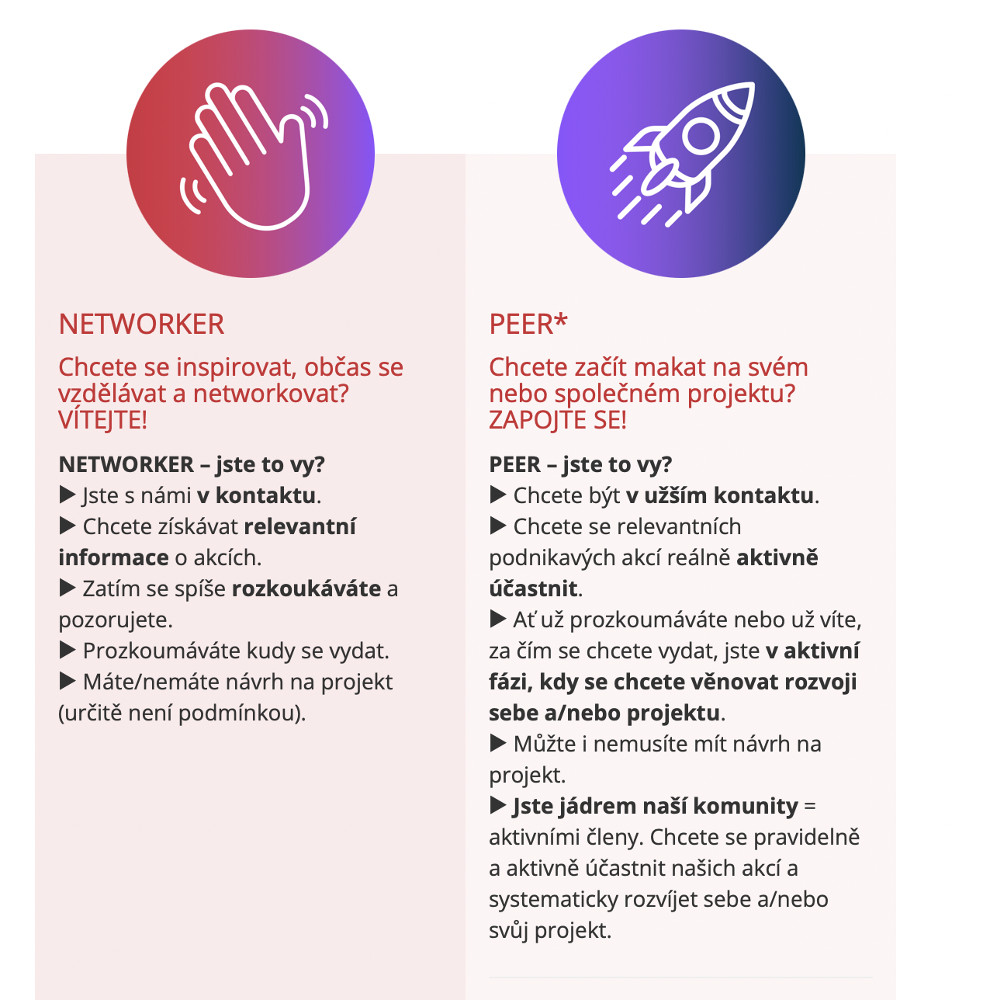 NETWORKER
Chcete se inspirovat, občas se
vzdělávat a networkovat?
VÍTEJTE!
NETWORKER – jste to vy?
▶ Jste s námi v kontaktu.
▶ Chcete získávat relevantní
informace o akcích.
▶ Zatím se spíše rozkoukáváte a
pozorujete.
▶ Prozkoumáváte kudy se vydat.
▶ Máte/nemáte návrh na projekt
(určitě není podmínkou).
PEER*
Chcete začít makat na svém
nebo společném projektu?
ZAPOJTE SE!
PEER – jste to vy?
▶ Chcete být v užším kontaktu.
▶ Chcete se relevantních
podnikavých akcí reálně aktivně
účastnit.
▶ Ať už prozkoumáváte nebo už víte,
za čím se chcete vydat, jste v aktivní
fázi, kdy se chcete věnovat rozvoji
sebe a/nebo projektu.
▶ Můžte i nemusíte mít návrh na
projekt.
▶ Jste jádrem naší komunity =
aktivními členy. Chcete se pravidelně
a aktivně účastnit našich akcí a
systematicky rozvíjet sebe a/nebo
svůj projekt.